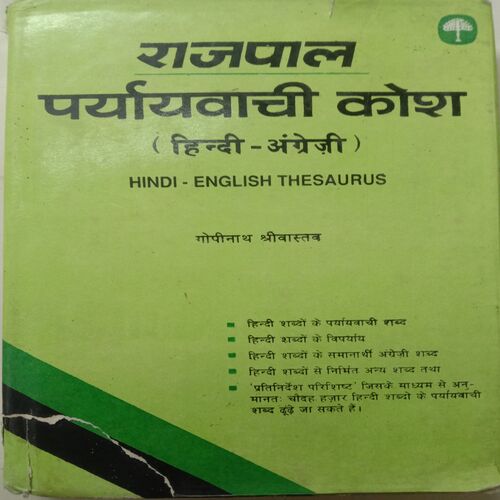 राजपाल
पर्यायवाची कोश
( हिन्दी - अंग्रेज़ी )
HINDI - ENGLISH THESAURUS
गोपीनाथ श्रीवास्तव
हिन्दी शब्दों के पर्यायवाची शब्द
हिन्दी शब्दों के विपर्याय
हिन्दी शब्दों के समानार्थी अंग्रेज़ी शब्द
हिन्दी शब्दों से निर्मित अन्य शब्द तथा
'प्रतिनिर्देश परिशिष्ट' जिसके माध्यम से अनु-
मानतः चौदह हज़ार हिन्दी शब्दों के पर्यायवाची
शब्द ढूंढ़े जा सकते हैं।